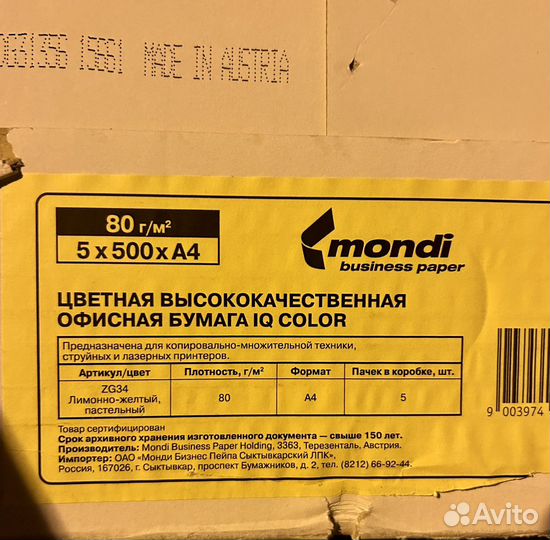 MADE IN AUSTRIA
80 г/м²
5 х 500 х А4
mondi
business paper
ЦВЕТНАЯ ВЫСОКОКАЧЕСТВЕННАЯ
ОФИСНАЯ БУМАГА IQ COLOR
Предназначена для копировально-множительной техники,
струйных и лазерных принтеров.
Артикул/цвет Плотность, г/м² Формат Пачек в коробке, шт.
ZG34
Лимонно-желтый,
пастельный 80 А4 5
9 003974
Товар сертифицирован
Срок архивного хранения изготовленного документа – свыше 150 лет.
Производитель: Mondi Business Paper Holding, 3363, Терезенталь, Австрия.
Импортер: ОАО «Монди Бизнес Пейпа Сыктывкарский ЛПК»,
Россия, 167026, г. Сыктывкар, проспект Бумажников, д. 2, тел. (8212) 66-92-44.
Avito